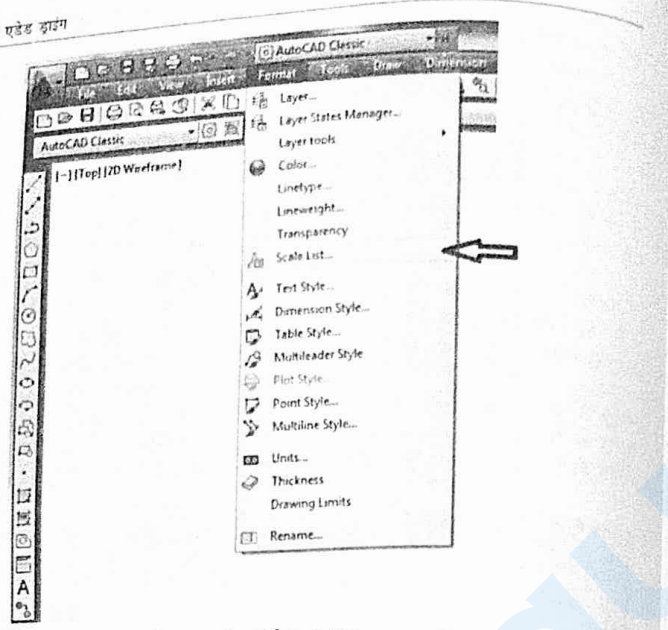 एडेड ड्राइंग
AutoCAD Classic
File Edit View Insert Format Tools Draw Dimension
AutoCAD Classic
[-] [Top] [2D Wireframe]
Layer...
Layer States Manager...
Layer tools
Color...
Linetype...
Lineweight...
Transparency
Scale List...
Text Style...
Dimension Style...
Table Style...
Multileader Style
Plot Style...
Point Style...
Multiline Style...
Units...
Thickness
Drawing Limits
Rename...
A